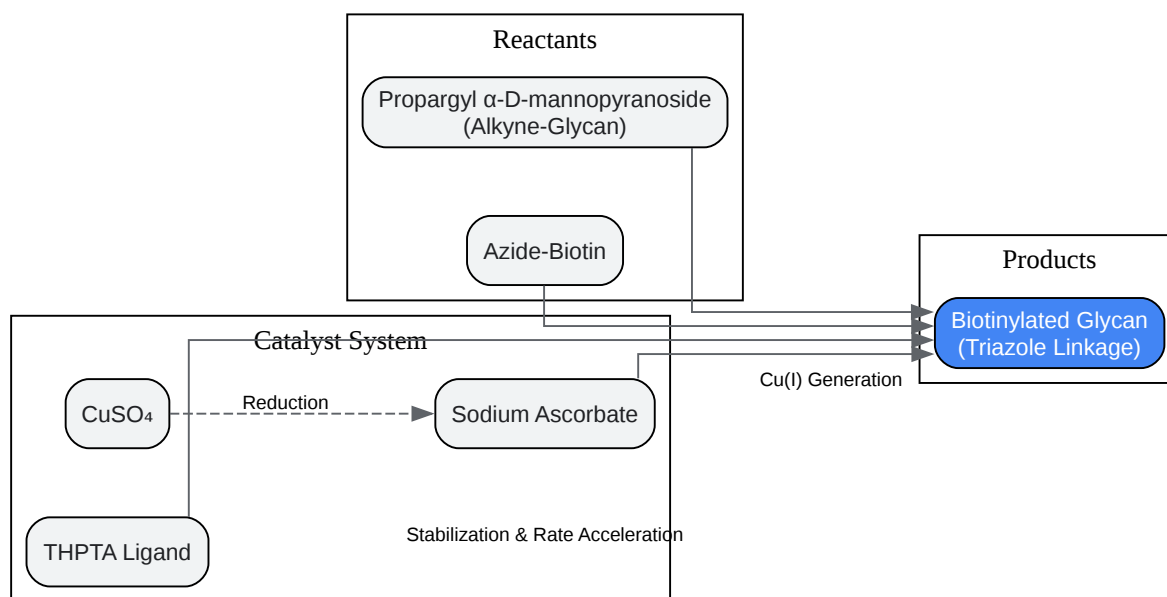 Reactants
Propargyl α-D-mannopyranoside
(Alkyne-Glycan)
Azide-Biotin
Products
Biotinylated Glycan
(Triazole Linkage)
Catalyst System
Cu(I) Generation
CuSO₄
Reduction
Sodium Ascorbate
Stabilization & Rate Acceleration
THPTA Ligand